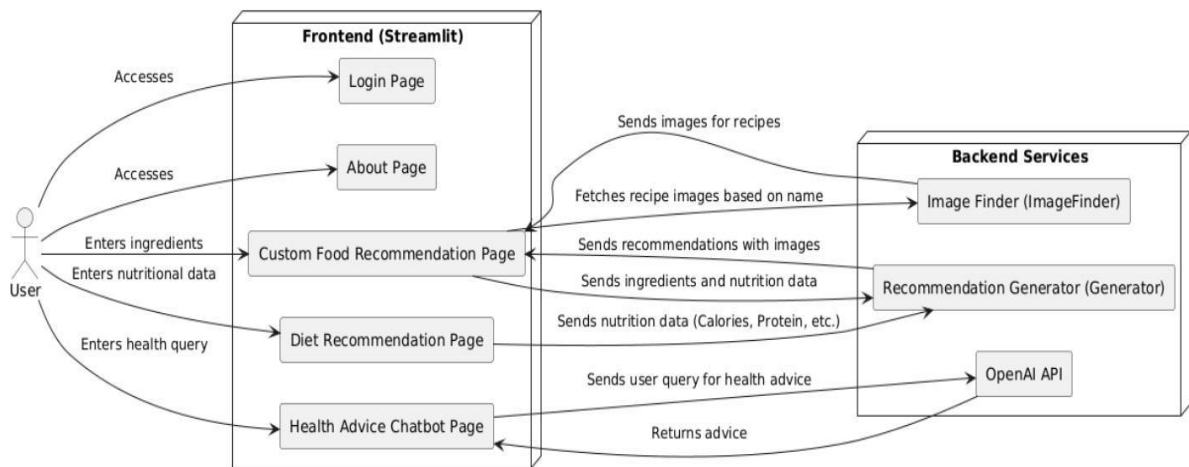 Frontend (Streamlit)
Accesses
Login Page
Sends images for recipes
Backend Services
Accesses
About Page
Fetches recipe images based on name
Image Finder (ImageFinder)
Enters ingredients
Custom Food Recommendation Page
Sends recommendations with images
Enters nutritional data
Sends ingredients and nutrition data
Recommendation Generator (Generator)
User
Sends nutrition data (Calories, Protein, etc.)
Enters health query
Diet Recommendation Page
Sends user query for health advice
OpenAI API
Health Advice Chatbot Page
Returns advice